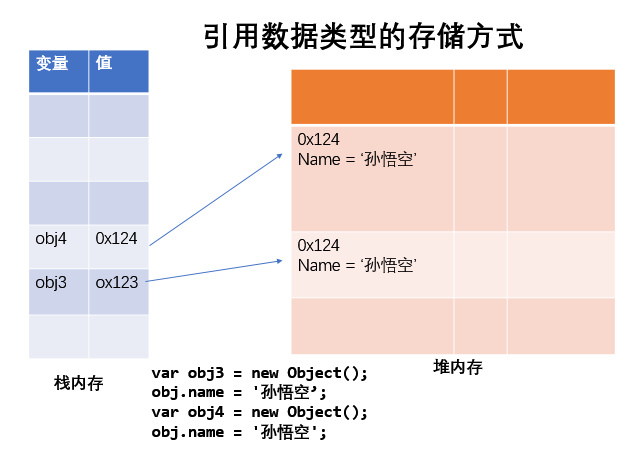 引用数据类型的存储方式
变量 值
obj4 0x124
obj3 ox123
栈内存
0x124
Name = ‘孙悟空’
0x124
Name = ‘孙悟空’
堆内存
var obj3 = new Object();
obj.name = '孙悟空’;
var obj4 = new Object();
obj.name = '孙悟空';